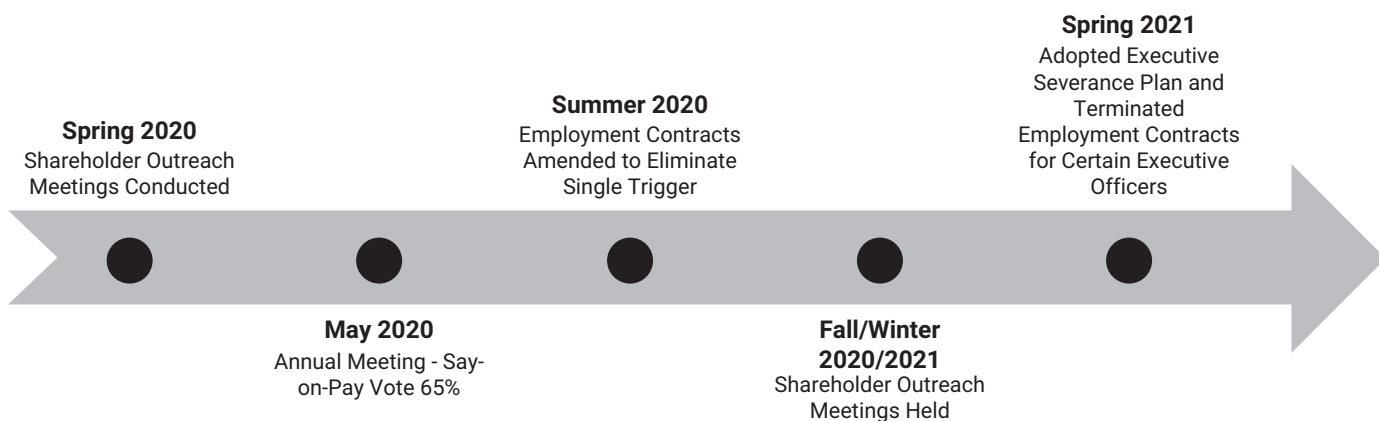 Spring 2020
Shareholder Outreach
Meetings Conducted
May 2020
Annual Meeting - Say-
on-Pay Vote 65%
Summer 2020
Employment Contracts
Amended to Eliminate
Single Trigger
Fall/Winter
2020/2021
Shareholder Outreach
Meetings Held
Spring 2021
Adopted Executive
Severance Plan and
Terminated
Employment Contracts
for Certain Executive
Officers